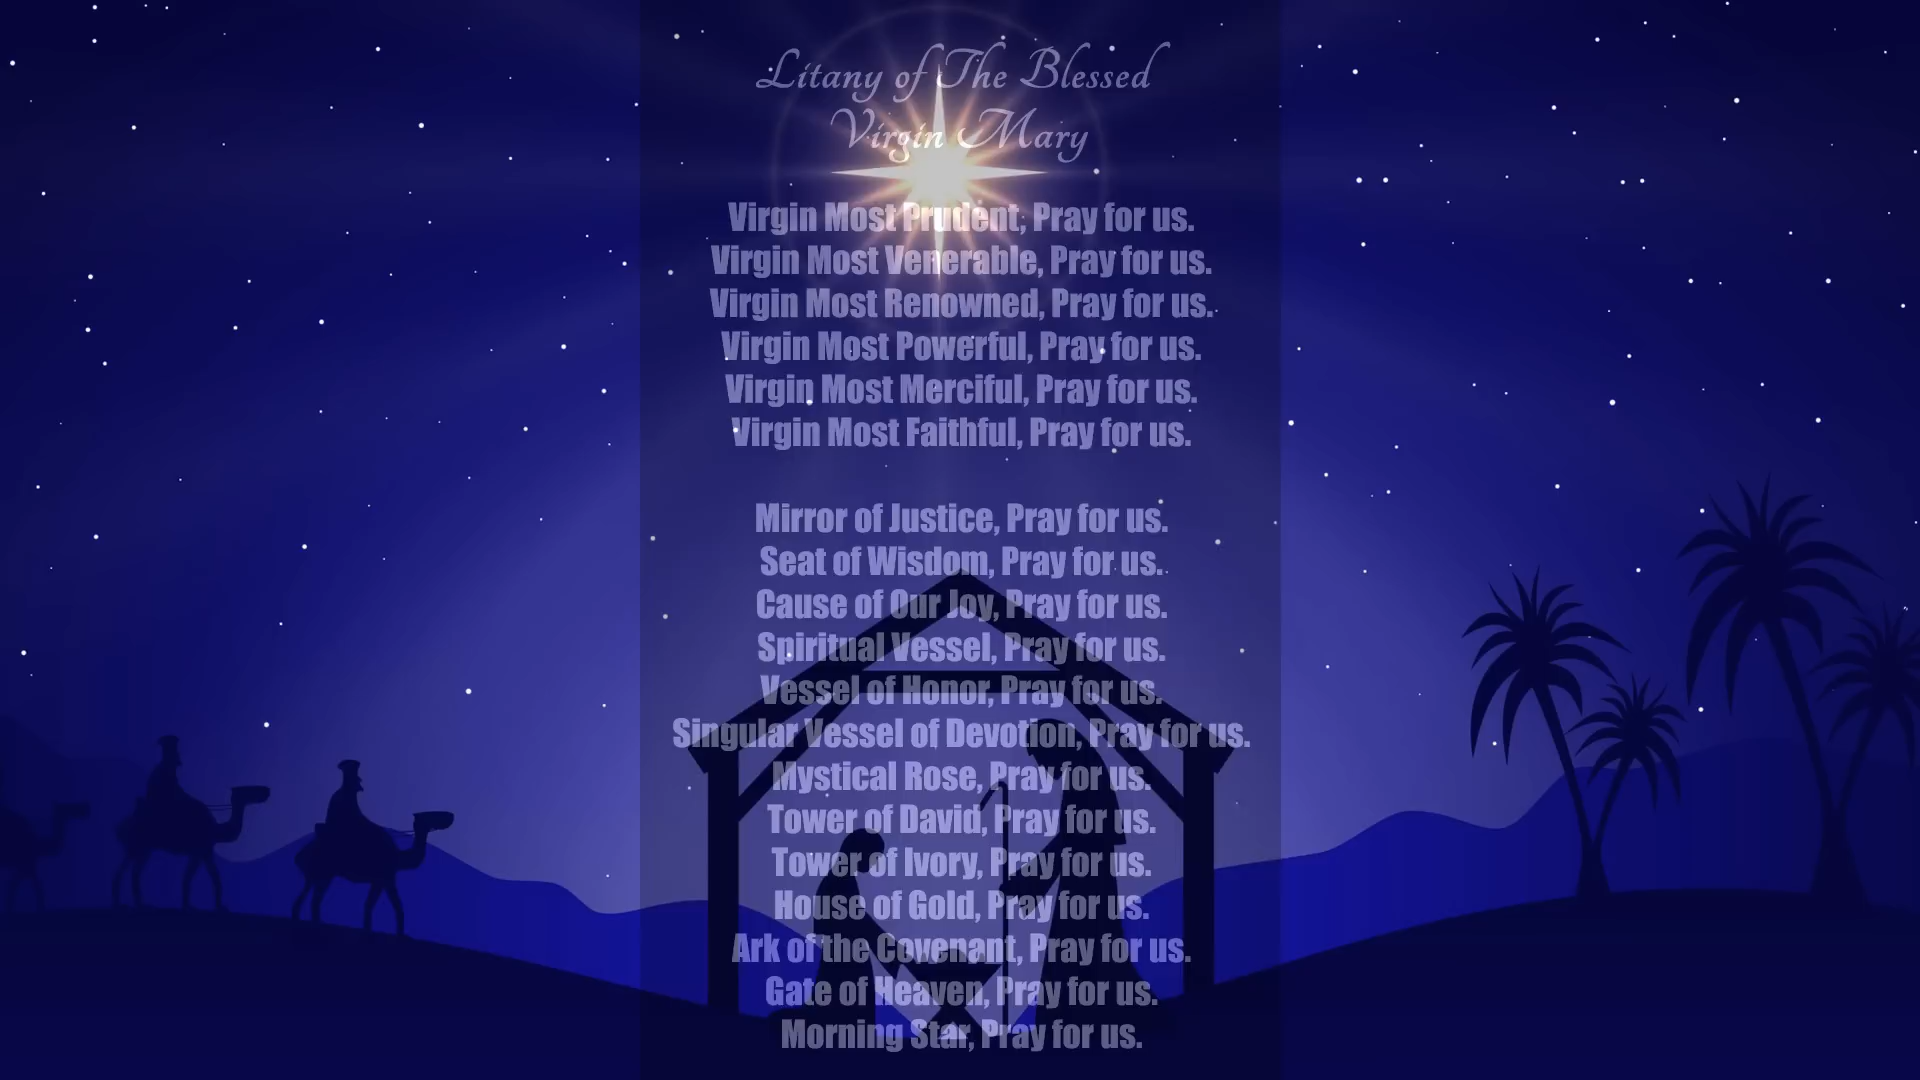 Litany of The Blessed
Virgin Mary
Virgin Most Prudent, Pray for us.
Virgin Most Venerable, Pray for us.
Virgin Most Renowned, Pray for us.
Virgin Most Powerful, Pray for us.
Virgin Most Merciful, Pray for us.
Virgin Most Faithful, Pray for us.
Mirror of Justice, Pray for us.
Seat of Wisdom, Pray for us.
Cause of Our Joy, Pray for us.
Spiritual Vessel, Pray for us.
Vessel of Honor, Pray for us.
Singular Vessel of Devotion, Pray for us.
Mystical Rose, Pray for us.
Tower of David, Pray for us.
Tower of Ivory, Pray for us.
House of Gold, Pray for us.
Ark of the Covenant, Pray for us.
Gate of Heaven, Pray for us.
Morning Star, Pray for us.